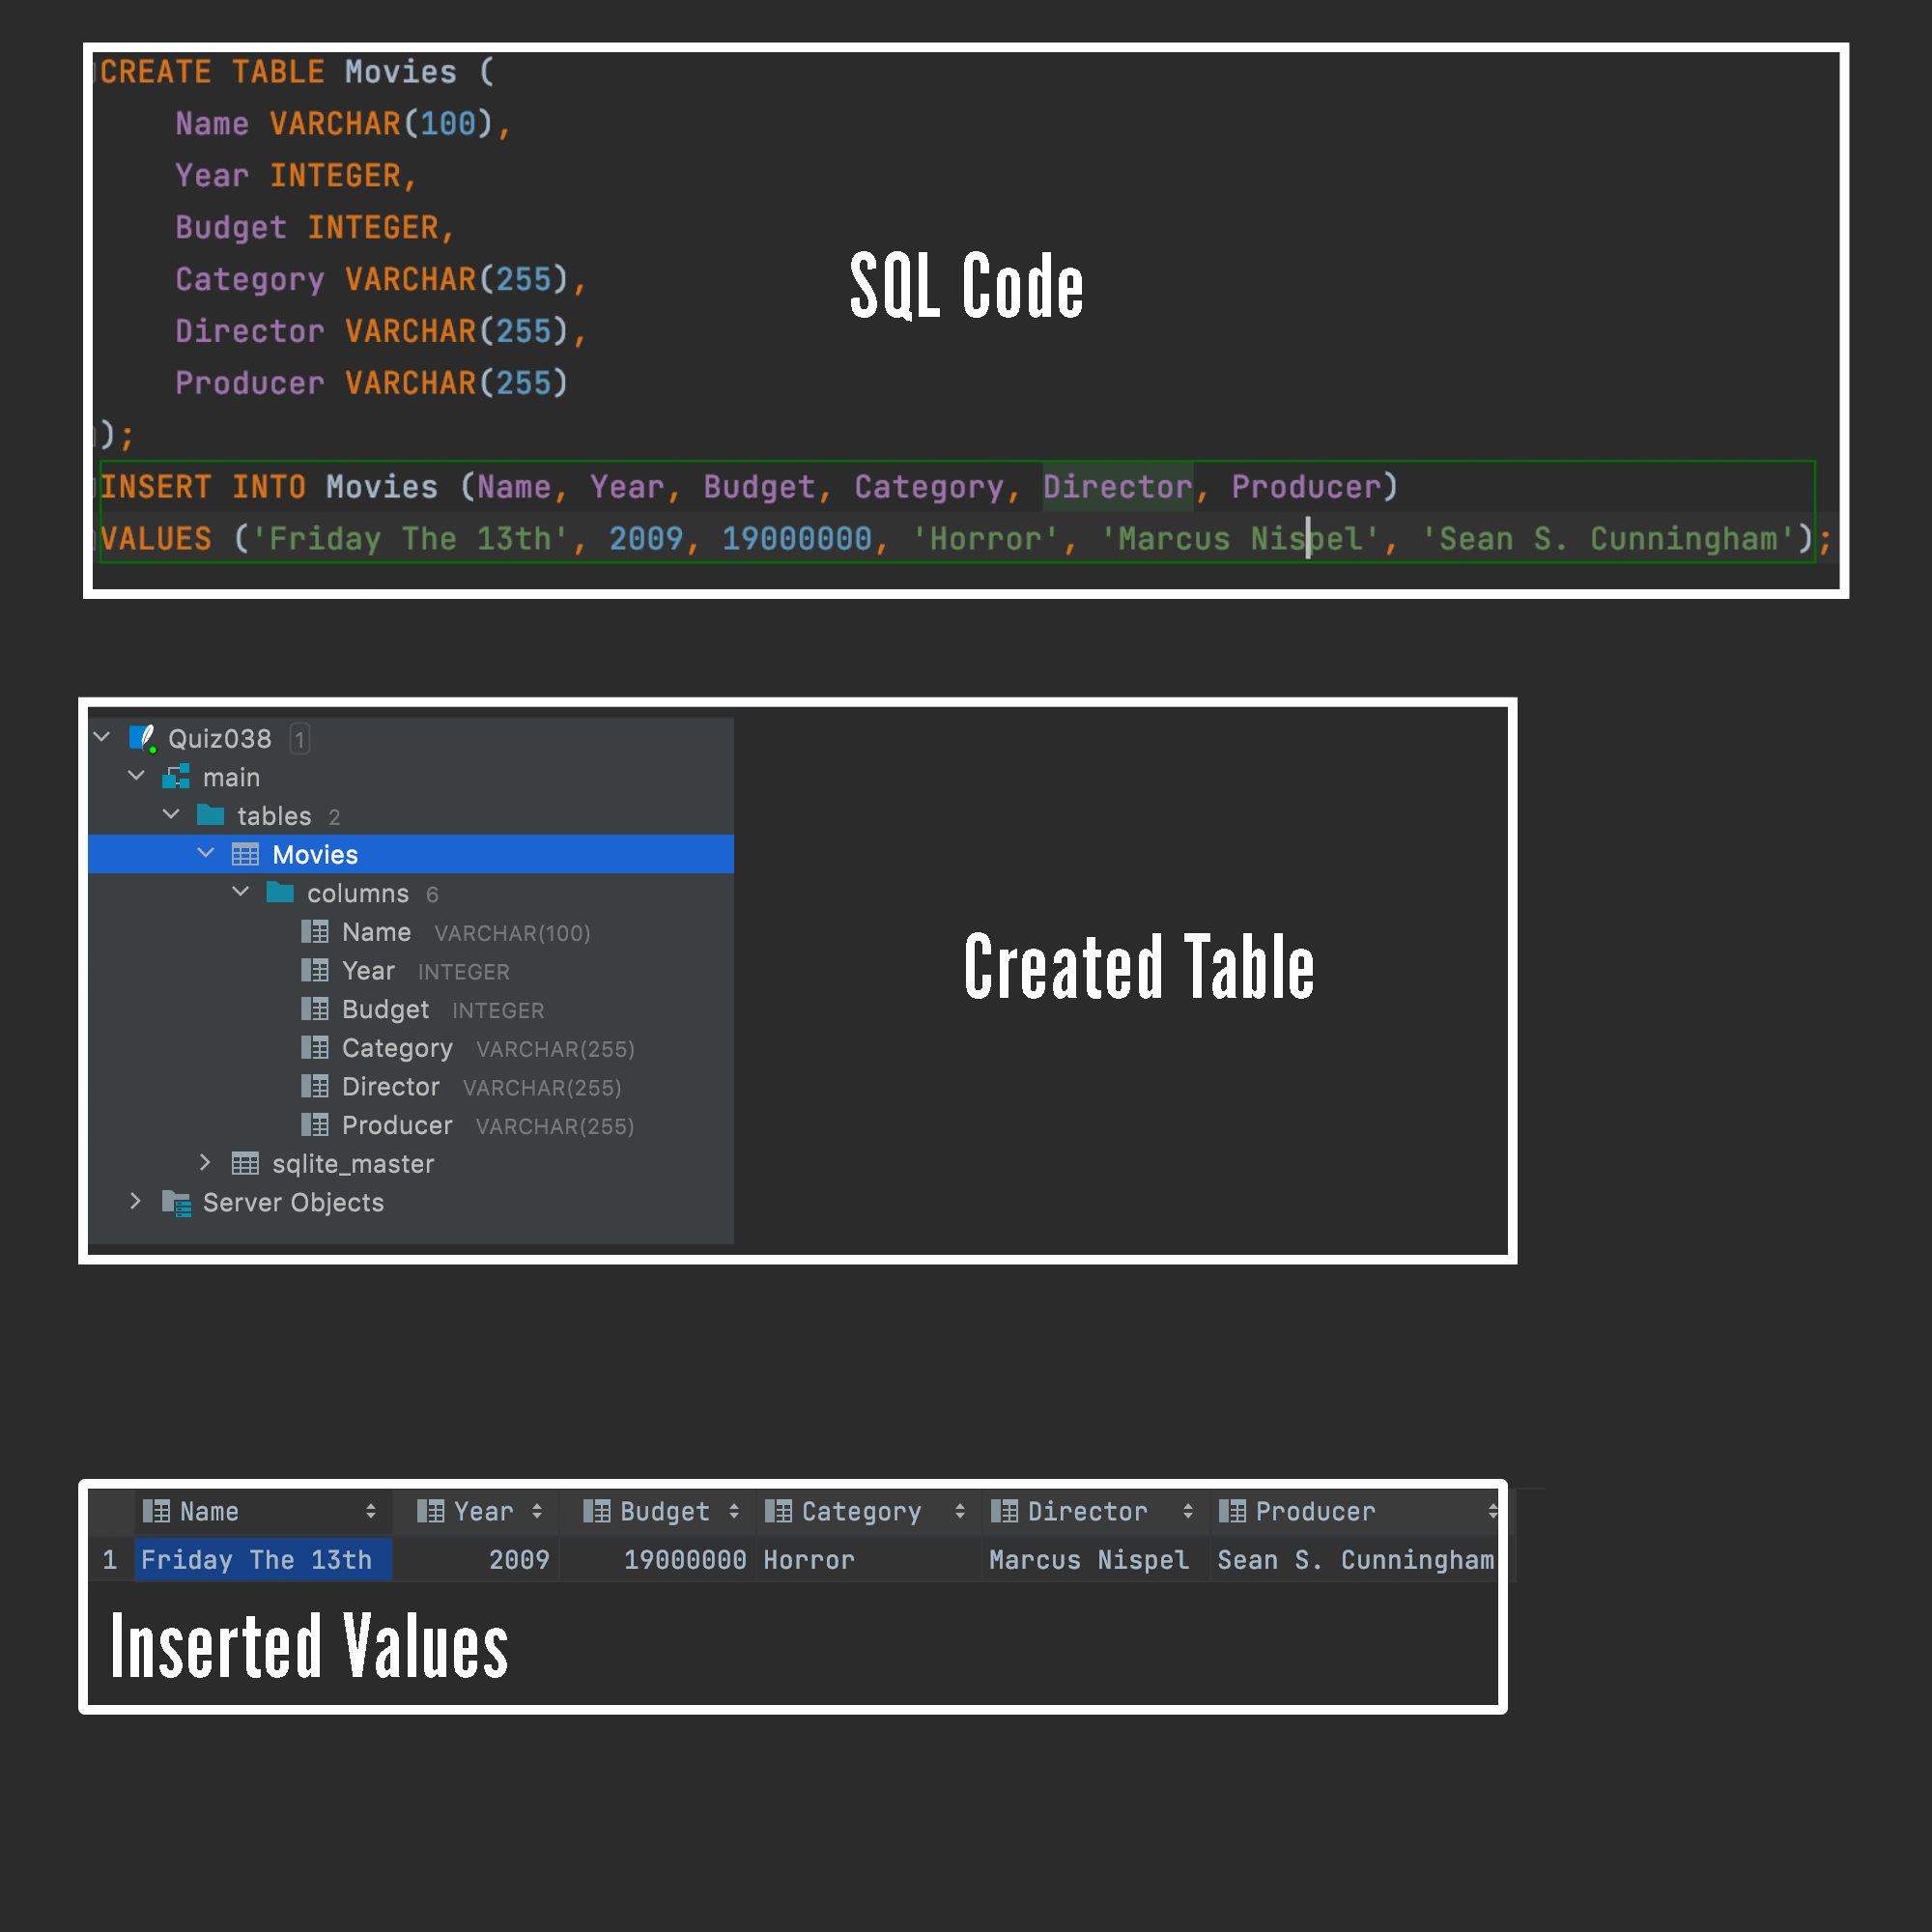 CREATE TABLE Movies (
Name VARCHAR(100),
Year INTEGER,
Budget INTEGER,
Category VARCHAR(255),
Director VARCHAR(255),
Producer VARCHAR(255)
);
INSERT INTO Movies (Name, Year, Budget, Category, Director, Producer)
VALUES ('Friday The 13th', 2009, 19000000, 'Horror', 'Marcus Nispel', 'Sean S. Cunningham');
SQL Code
Quiz038 1
main
tables 2
Movies
columns 6
Name VARCHAR(100)
Year INTEGER
Budget INTEGER
Category VARCHAR(255)
Director VARCHAR(255)
Producer VARCHAR(255)
sqlite_master
Server Objects
Created Table
Name Year Budget Category Director Producer
1 Friday The 13th 2009 19000000 Horror Marcus Nispel Sean S. Cunningham
Inserted Values